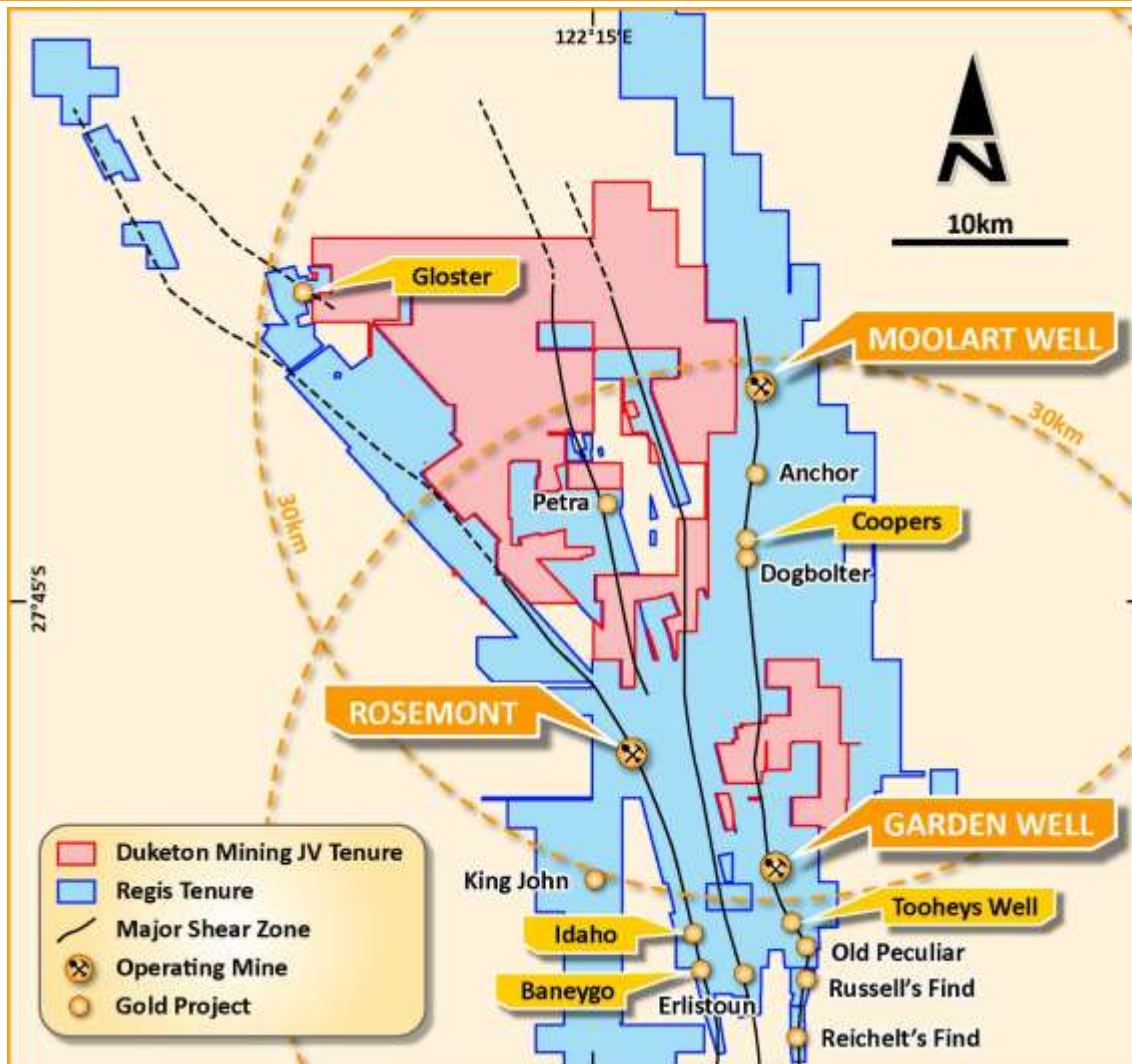 122°15'E
N
10km
Gloster
MOOLART WELL
30km
30km
Anchor
Petra
Coopers
Dogbolter
27°45'S
ROSEMONT
GARDEN WELL
King John
Tooheys Well
Idaho
Old Peculiar
Baneygo
Russell's Find
Erlistoun
Reichelt's Find
Duketon Mining JV Tenure
Regis Tenure
Major Shear Zone
Operating Mine
Gold Project